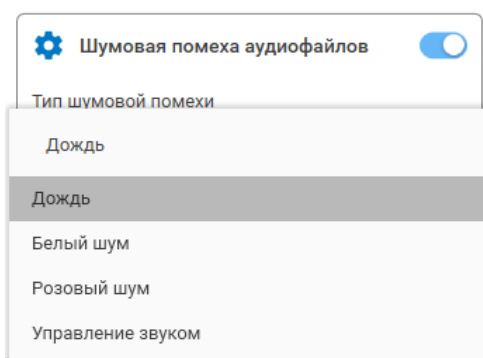 Шумовая помеха аудиофайлов
Тип шумовой помехи
Дождь
Дождь
Белый шум
Розовый шум
Управление звуком